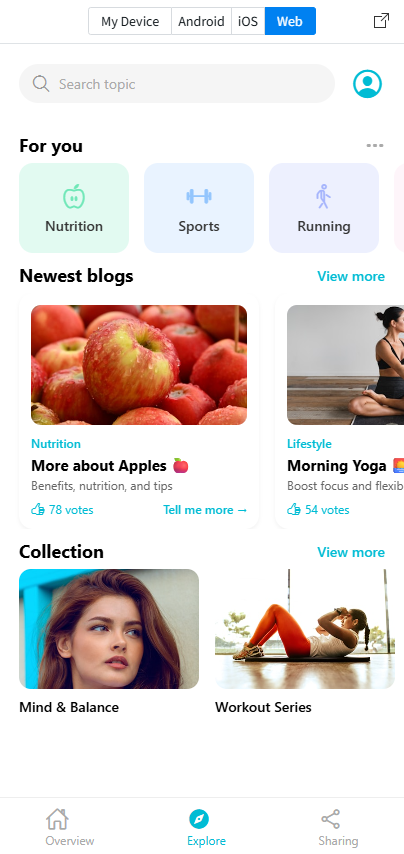 My Device Android iOS Web
Search topic
For you
Nutrition Sports Running
Newest blogs View more
Nutrition
More about Apples 🍎
Benefits, nutrition, and tips
78 votes Tell me more →
Lifestyle
Morning Yoga
Boost focus and flexib
54 votes
Collection View more
Mind & Balance Workout Series
Overview Explore Sharing